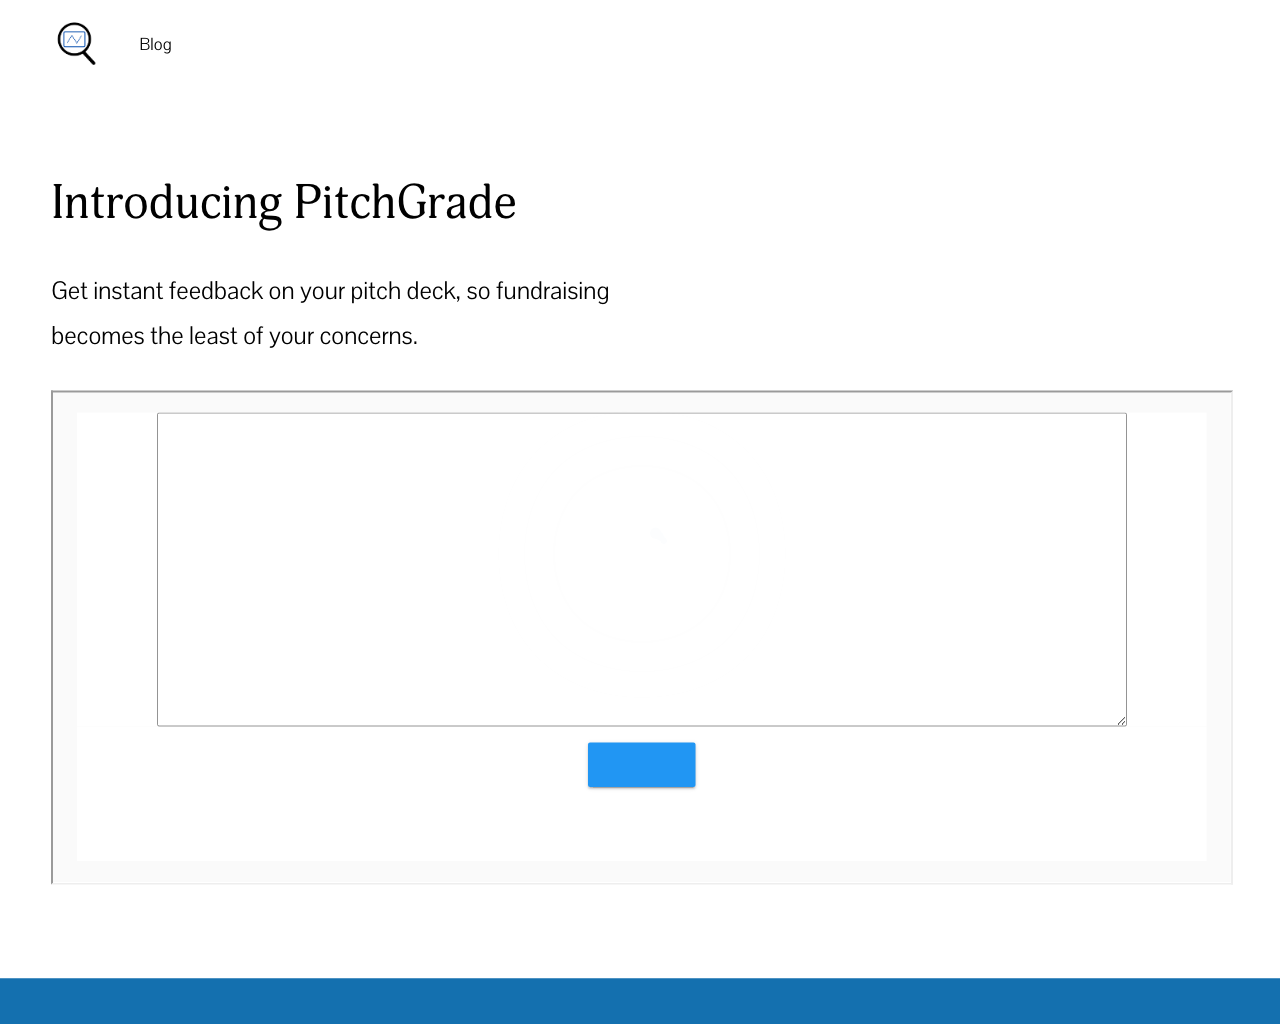 Blog
Introducing PitchGrade
Get instant feedback on your pitch deck, so fundraising
becomes the least of your concerns.